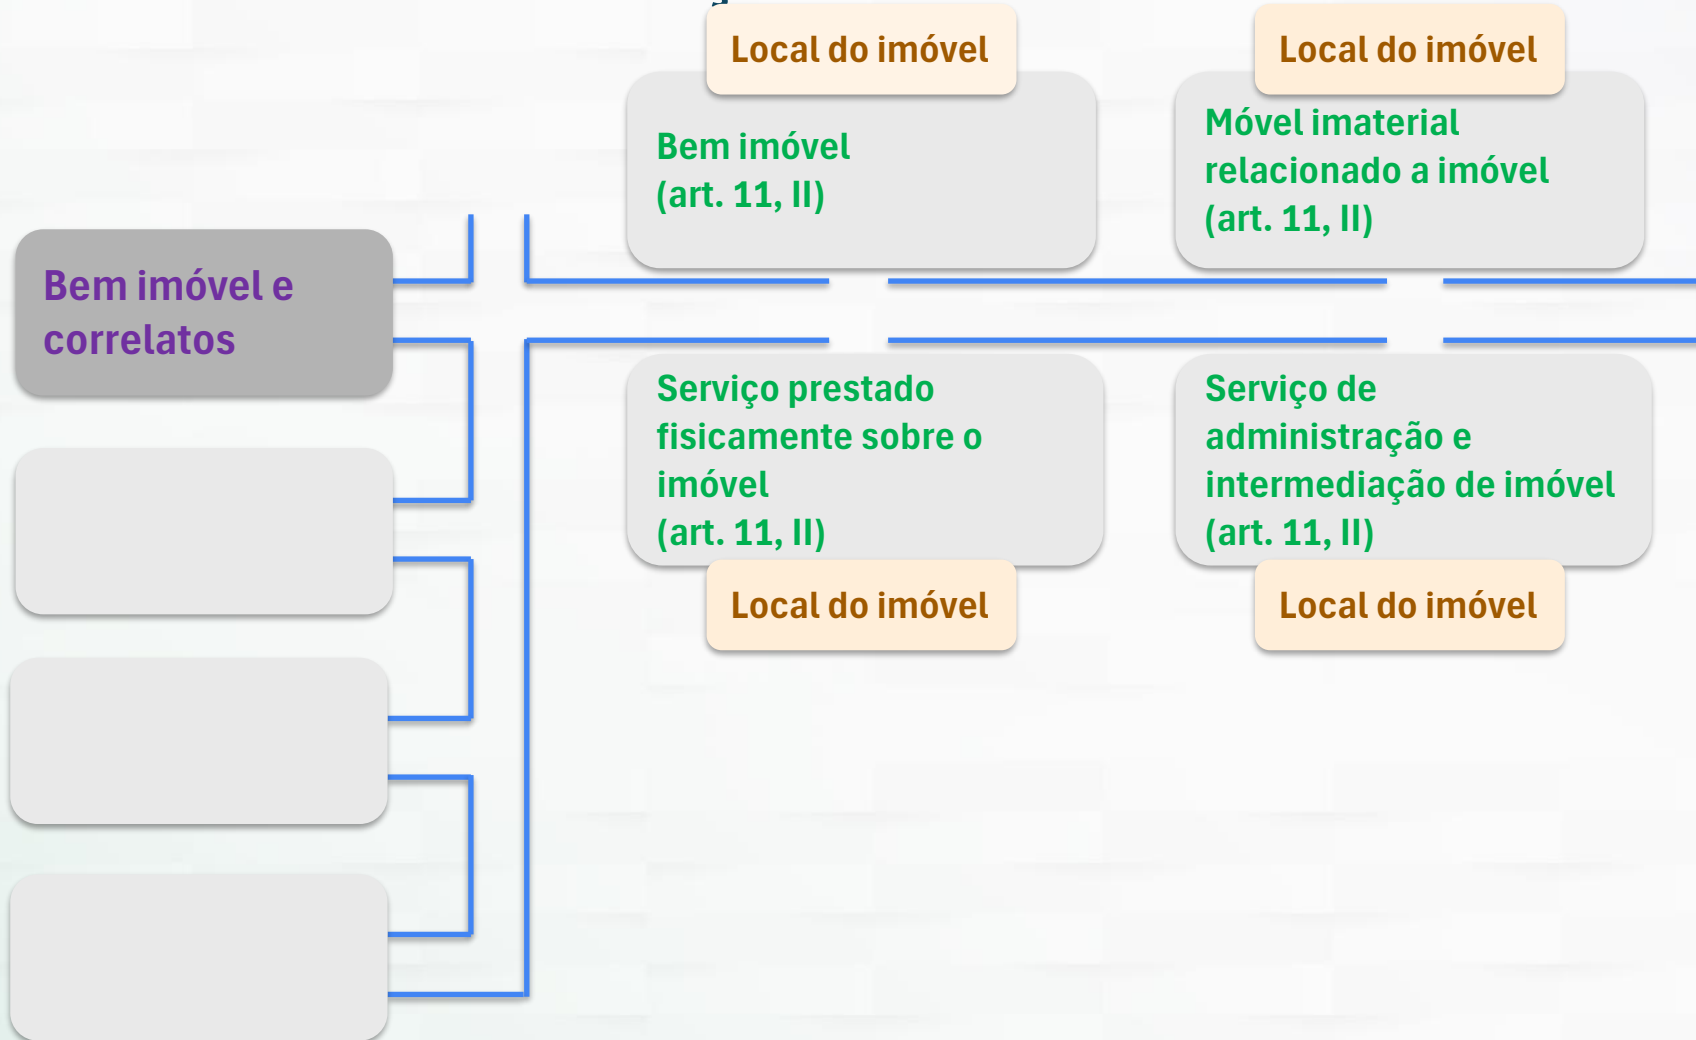 Local do imóvel
Local do imóvel
Bem imóvel
(art. 11, II)
Móvel imaterial
relacionado a imóvel
(art. 11, II)
Bem imóvel e
correlatos
Serviço prestado
fisicamente sobre o
imóvel
(art. 11, II)
Serviço de
administração e
intermediação de imóvel
(art. 11, II)
Local do imóvel
Local do imóvel